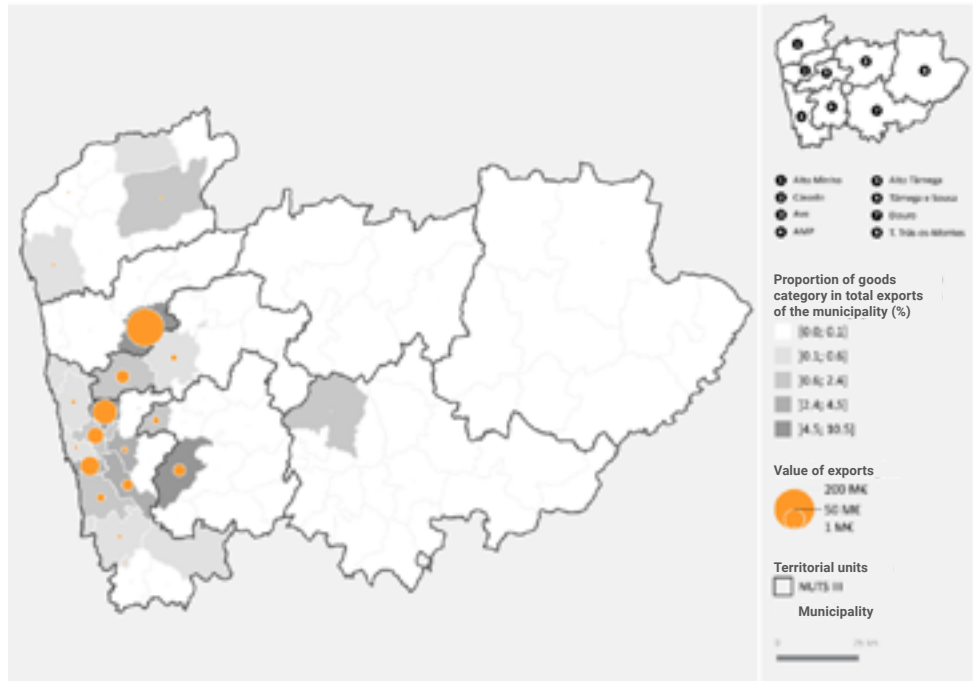 Alto Minho
Alto Tâmega
Cávado
Tâmega e Sousa
Ave
Douro
AMP
T. Trás os Montes
Proportion of goods
category in total exports
of the municipality (%)
[0.0; 0.1]
]0.1; 0.6]
]0.6; 2.4]
]2.4; 4.5]
]4.5; 10.5]
Value of exports
200 M€
50 M€
1 M€
Territorial units
NUTS III
Municipality
0